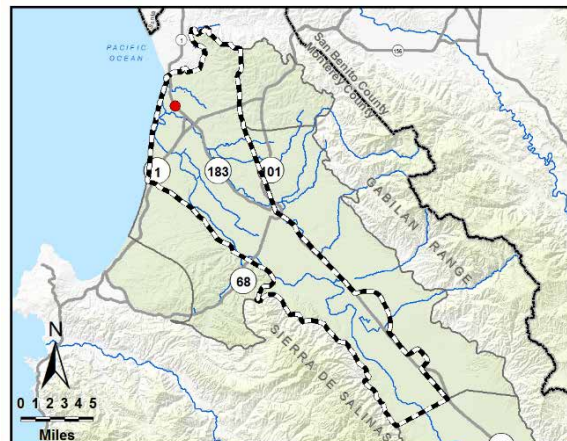 PACIFIC
OCEAN
1
156
San Benito County
Monterey County
1
183
101
GABILAN RANGE
68
SIERRA DE SALINAS
N
0 1 2 3 4 5
Miles